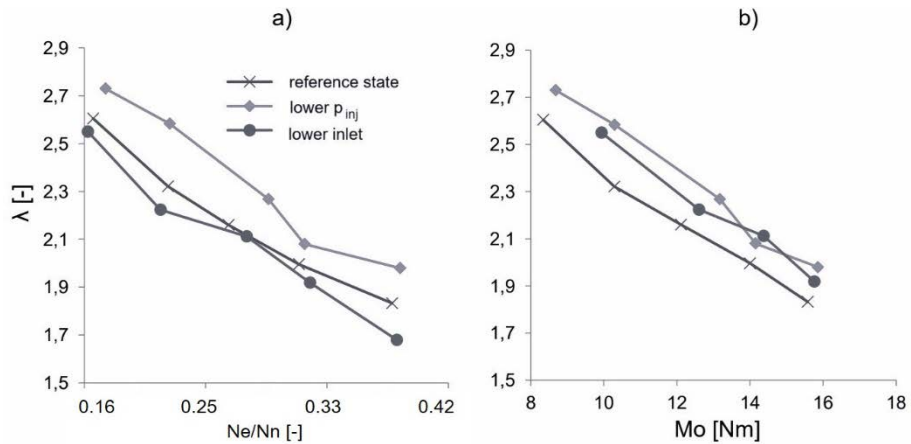 a)
2,9
2,7
2,5
2,3
2,1
1,9
1,7
1,5
λ [-]
reference state
lower p inj
lower inlet
0.16 0.25 0.33 0.42
Ne/Nn [-]
b)
2,9
2,7
2,5
2,3
2,1
1,9
1,7
1,5
8 10 12 14 16 18
Mo [Nm]